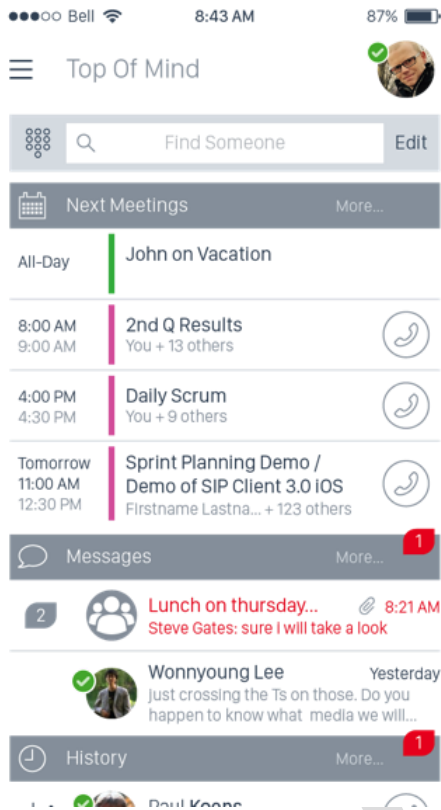 Bell 8:43 AM 87%
Top Of Mind
Find Someone Edit
Next Meetings More...
All-Day John on Vacation
8:00 AM 2nd Q Results
9:00 AM You + 13 others
4:00 PM Daily Scrum
4:30 PM You + 9 others
Tomorrow Sprint Planning Demo /
11:00 AM Demo of SIP Client 3.0 iOS
12:30 PM Firstname Lastna... + 123 others
1
Messages More...
2 Lunch on thursday... 8:21 AM
Steve Gates: sure i will take a look
Wonnyoung Lee Yesterday
just crossing the Ts on those. Do you
happen to know what media we will...
1
History More...
Paul Koops